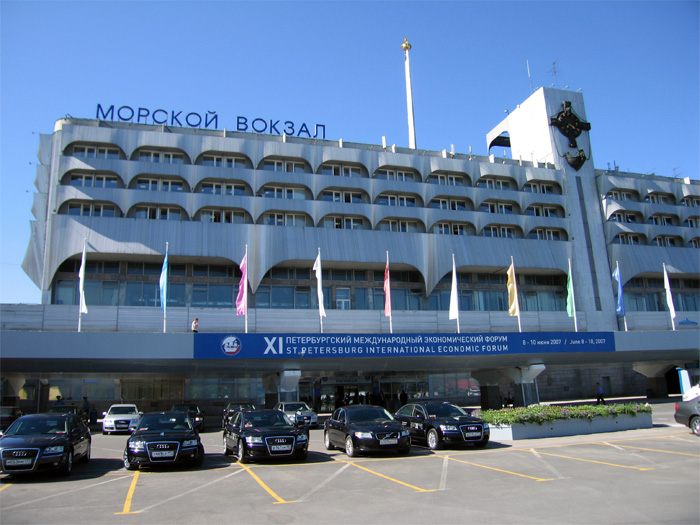 МОРСКОЙ ВОКЗАЛ
XI ПЕТЕРБУРГСКИЙ МЕЖДУНАРОДНЫЙ ЭКОНОМИЧЕСКИЙ ФОРУМ
ST.PETERSBURG INTERNATIONAL ECONOMIC FORUM
8 - 10 июня 2007 / June 8 - 10, 2007